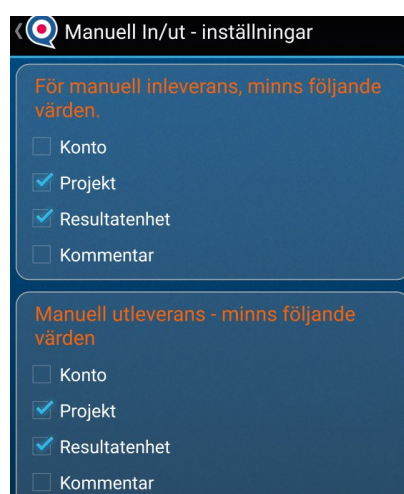 Manuell In/ut - inställningar
För manuell inleverans, minns följande
värden.
Konto
Projekt
Resultatenhet
Kommentar
Manuell utleverans - minns följande
värden
Konto
Projekt
Resultatenhet
Kommentar